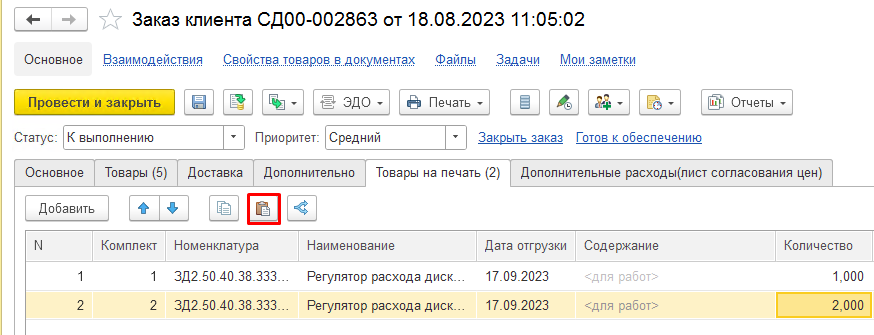 Заказ клиента СД00-002863 от 18.08.2023 11:05:02
Основное Взаимодействия Свойства товаров в документах Файлы Задачи Мои заметки
Провести и закрыть ЭДО Печать Отчеты
Статус: К выполнению Приоритет: Средний Закрыть заказ Готов к обеспечению
Основное Товары (5) Доставка Дополнительно Товары на печать (2) Дополнительные расходы(лист согласования цен)
Добавить
N Комплект Номенклатура Наименование Дата отгрузки Содержание Количество
1 1 ЗД2.50.40.38.333... Регулятор расхода диск... 17.09.2023 <для работ> 1,000
2 2 ЗД2.50.40.38.333... Регулятор расхода диск... 17.09.2023 <для работ> 2,000